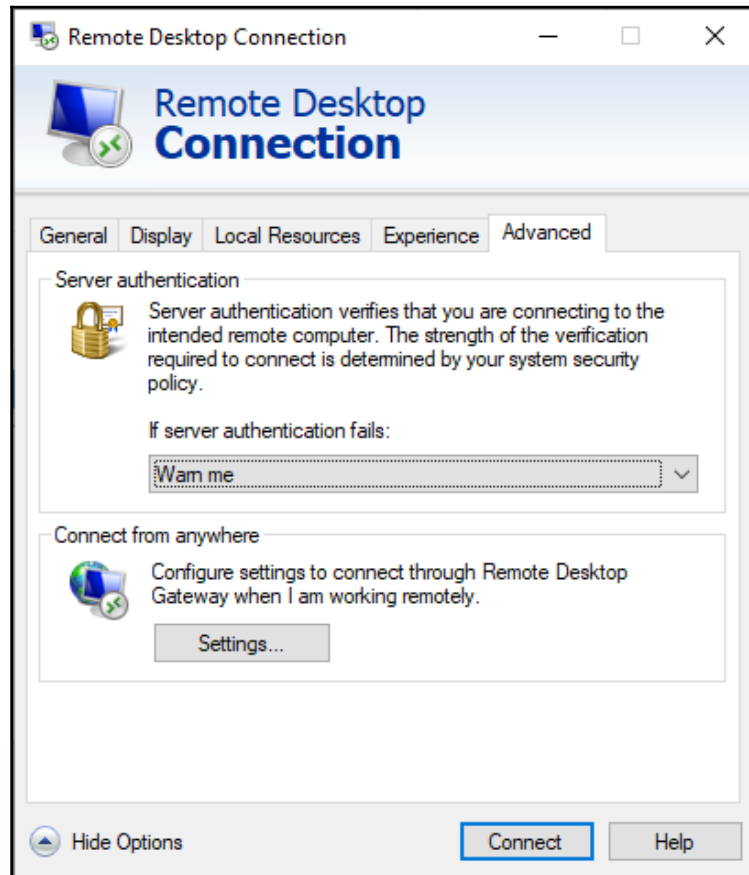 Remote Desktop Connection
Remote Desktop
Connection
General Display Local Resources Experience Advanced
Server authentication
Server authentication verifies that you are connecting to the
intended remote computer. The strength of the verification
required to connect is determined by your system security
policy.
If server authentication fails:
Warn me
Connect from anywhere
Configure settings to connect through Remote Desktop
Gateway when I am working remotely.
Settings...
Hide Options Connect Help